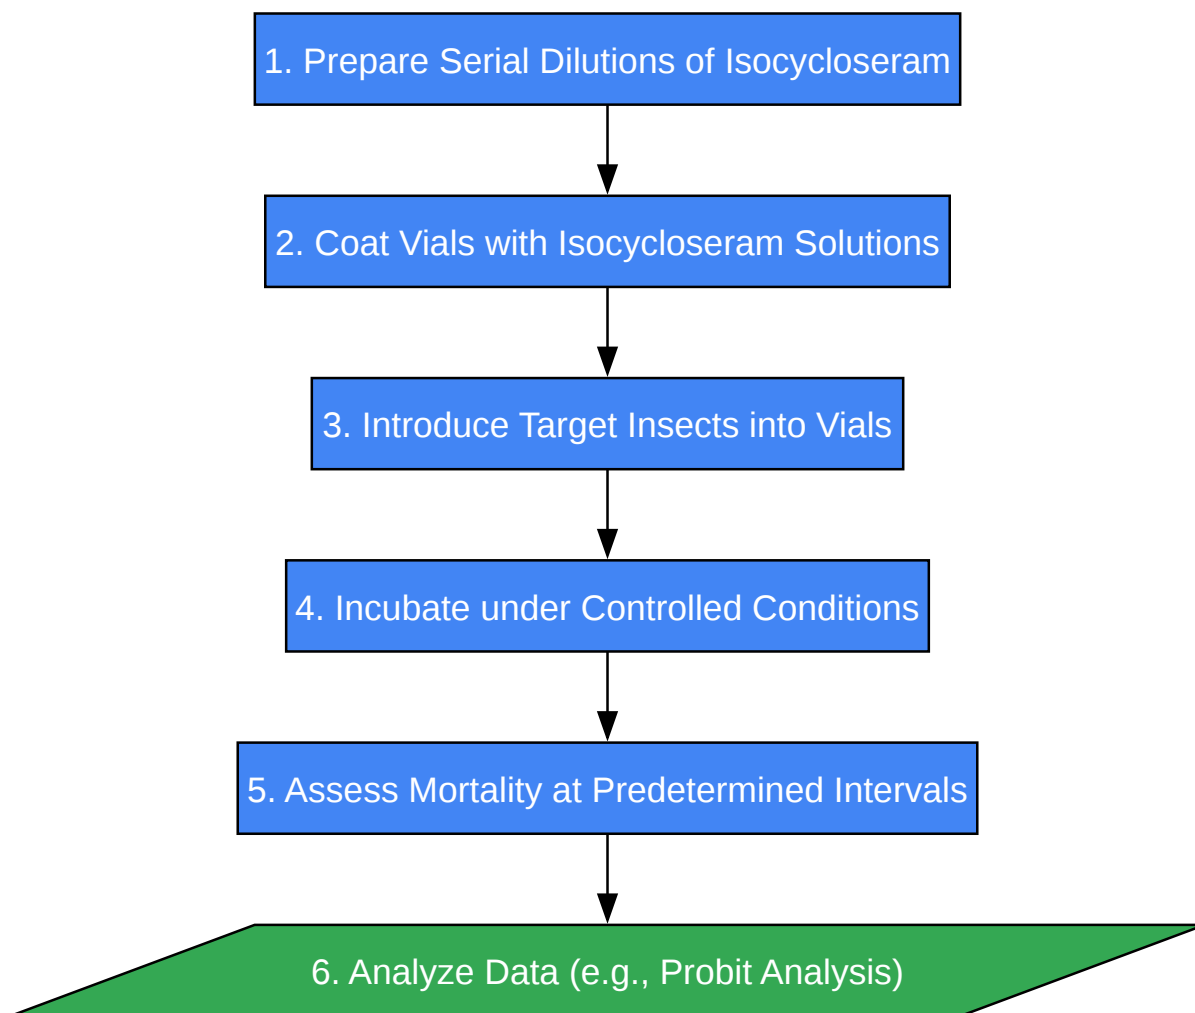 1. Prepare Serial Dilutions of Isocycloseram
2. Coat Vials with Isocycloseram Solutions
3. Introduce Target Insects into Vials
4. Incubate under Controlled Conditions
5. Assess Mortality at Predetermined Intervals
6. Analyze Data (e.g., Probit Analysis)